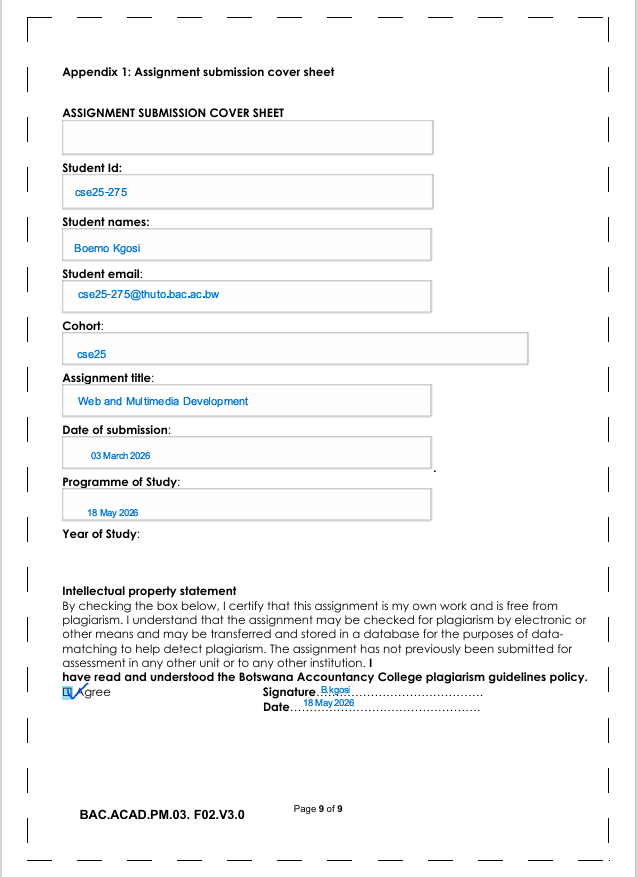 Appendix 1: Assignment submission cover sheet
ASSIGNMENT SUBMISSION COVER SHEET
Student Id:
cse25-275
Student names:
Boemo Kgosi
Student email:
cse25-275@thuto.bac.ac.bw
Cohort:
cse25
Assignment title:
Web and Multimedia Development
Date of submission:
03 March 2026
.
Programme of Study:
18 May 2026
Year of Study:
Intellectual property statement
By checking the box below, I certify that this assignment is my own work and is free from
plagiarism. I understand that the assignment may be checked for plagiarism by electronic or
other means and may be transferred and stored in a database for the purposes of data-
matching to help detect plagiarism. The assignment has not previously been submitted for
assessment in any other unit or to any other institution. I
have read and understood the Botswana Accountancy College plagiarism guidelines policy.
Agree Signature B.kgosi
Date 18 May 2026
Page 9 of 9
BAC.ACAD.PM.03. F02.V3.0